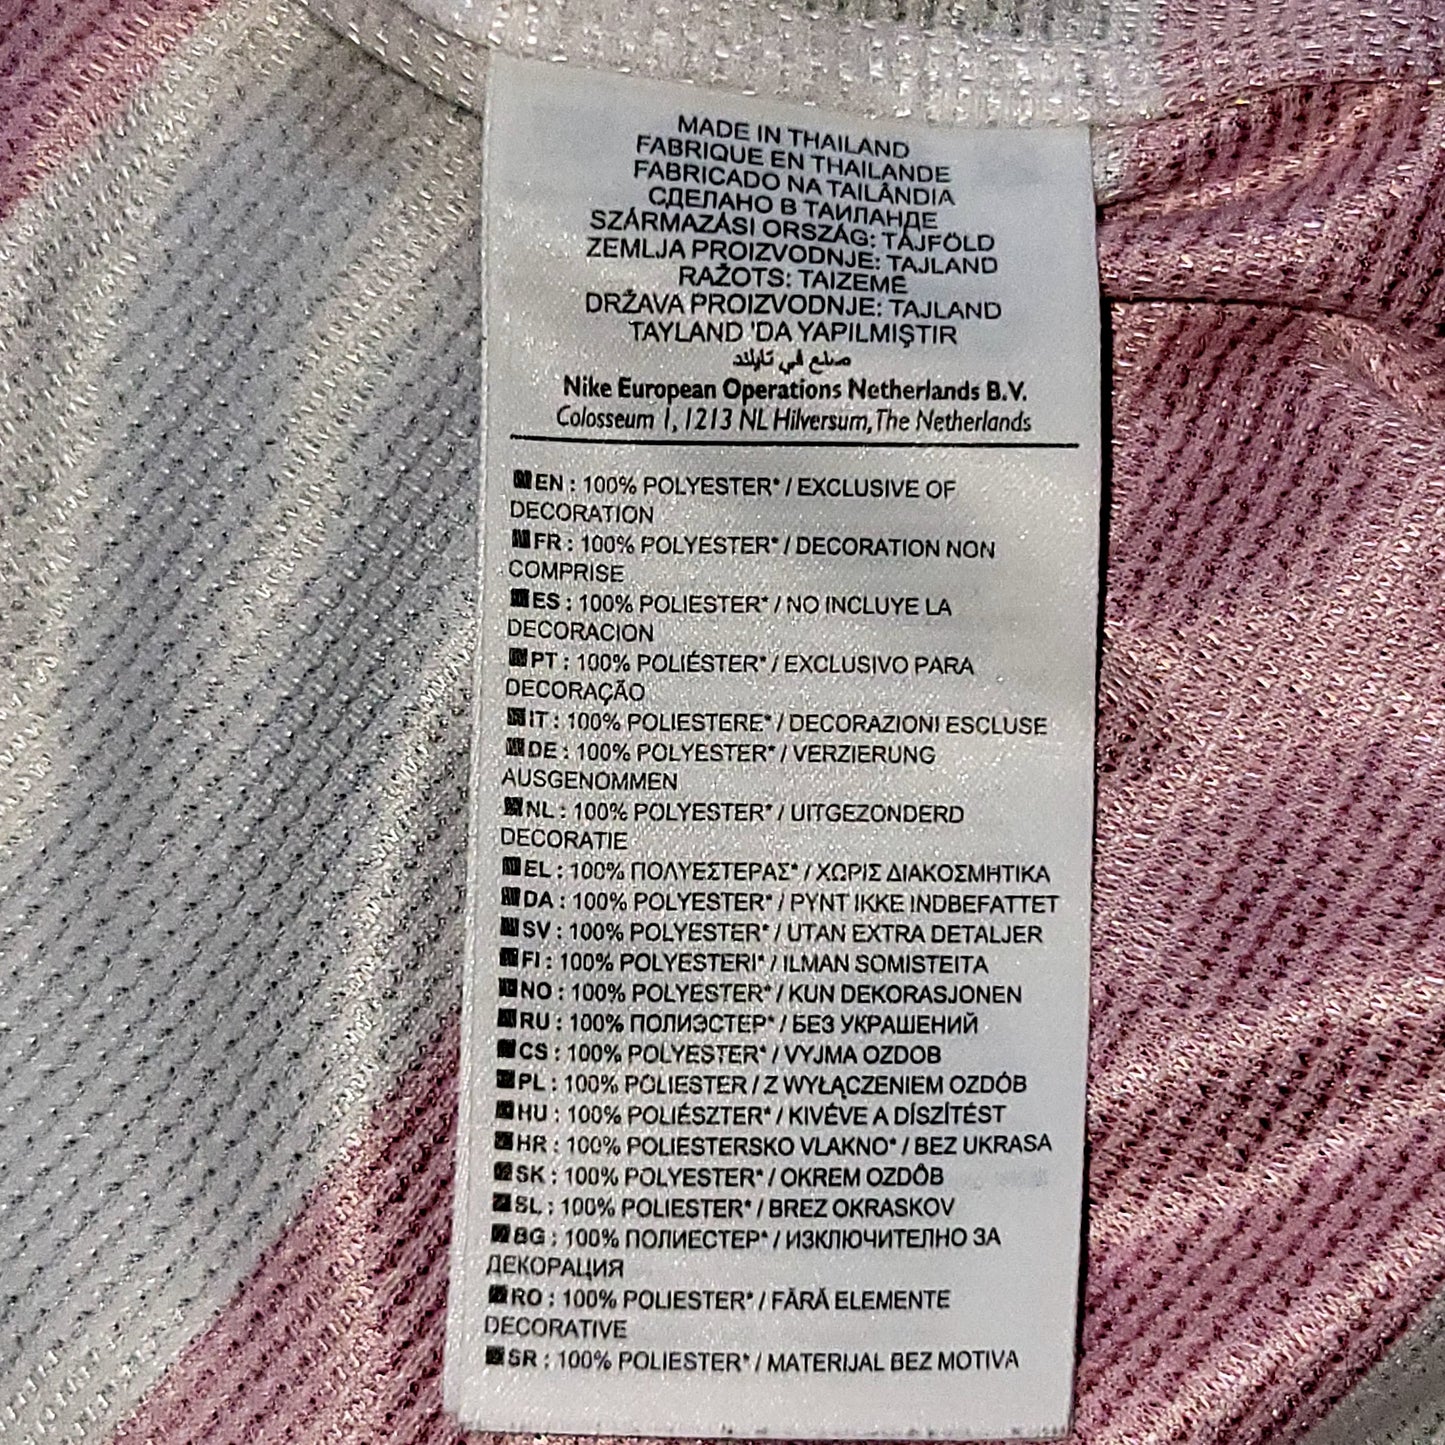 MADE IN THAILAND
FABRIQUE EN THAILANDE
FABRICADO NA TAILÂNDIA
СДЕЛАНО В ТАИЛАНДЕ
SZÁRMAZÁSI ORSZÁG: TÁJFÖLD
ZEMLJA PROIZVODNJE: TAJLAND
RAŽOTS: TAIZEMĒ
DRŽAVA PROIZVODNJE: TAJLAND
TAYLAND 'DA YAPILMIŞTIR
صنع في تايلند
Nike European Operations Netherlands B.V.
Colosseum 1, 1213 NL Hilversum, The Netherlands
EN : 100% POLYESTER* / EXCLUSIVE OF
DECORATION
FR : 100% POLYESTER* / DECORATION NON
COMPRISE
ES : 100% POLIESTER* / NO INCLUYE LA
DECORACION
PT : 100% POLIÉSTER* / EXCLUSIVO PARA
DECORAÇÃO
IT : 100% POLIESTERE* / DECORAZIONI ESCLUSE
DE : 100% POLYESTER* / VERZIERUNG
AUSGENOMMEN
NL : 100% POLYESTER* / UITGEZONDERD
DECORATIE
EL : 100% ΠΟΛΥΕΣΤΕΡΑΣ* / ΧΩΡΙΣ ΔΙΑΚΟΣΜΗΤΙΚΑ
DA : 100% POLYESTER* / PYNT IKKE INDBEFATTET
SV : 100% POLYESTER* / UTAN EXTRA DETALJER
FI : 100% POLYESTERI* / ILMAN SOMISTEITA
NO : 100% POLYESTER* / KUN DEKORASJONEN
RU : 100% ПОЛИЭСТЕР* / БЕЗ УКРАШЕНИЙ
CS : 100% POLYESTER* / VYJMA OZDOB
PL : 100% POLIESTER / Z WYŁĄCZENIEM OZDÓB
HU : 100% POLIÉSZTER* / KIVÉVE A DÍSZÍTÉST
HR : 100% POLIESTERSKO VLAKNO* / BEZ UKRASA
SK : 100% POLYESTER* / OKREM OZDÔB
SL : 100% POLIESTER* / BREZ OKRASKOV
BG : 100% ПОЛИЕСТЕР* / ИЗКЛЮЧИТЕЛНО ЗА
ДЕКОРАЦИЯ
RO : 100% POLIESTER* / FĂRĂ ELEMENTE
DECORATIVE
SR : 100% POLIESTER* / MATERIJAL BEZ MOTIVA